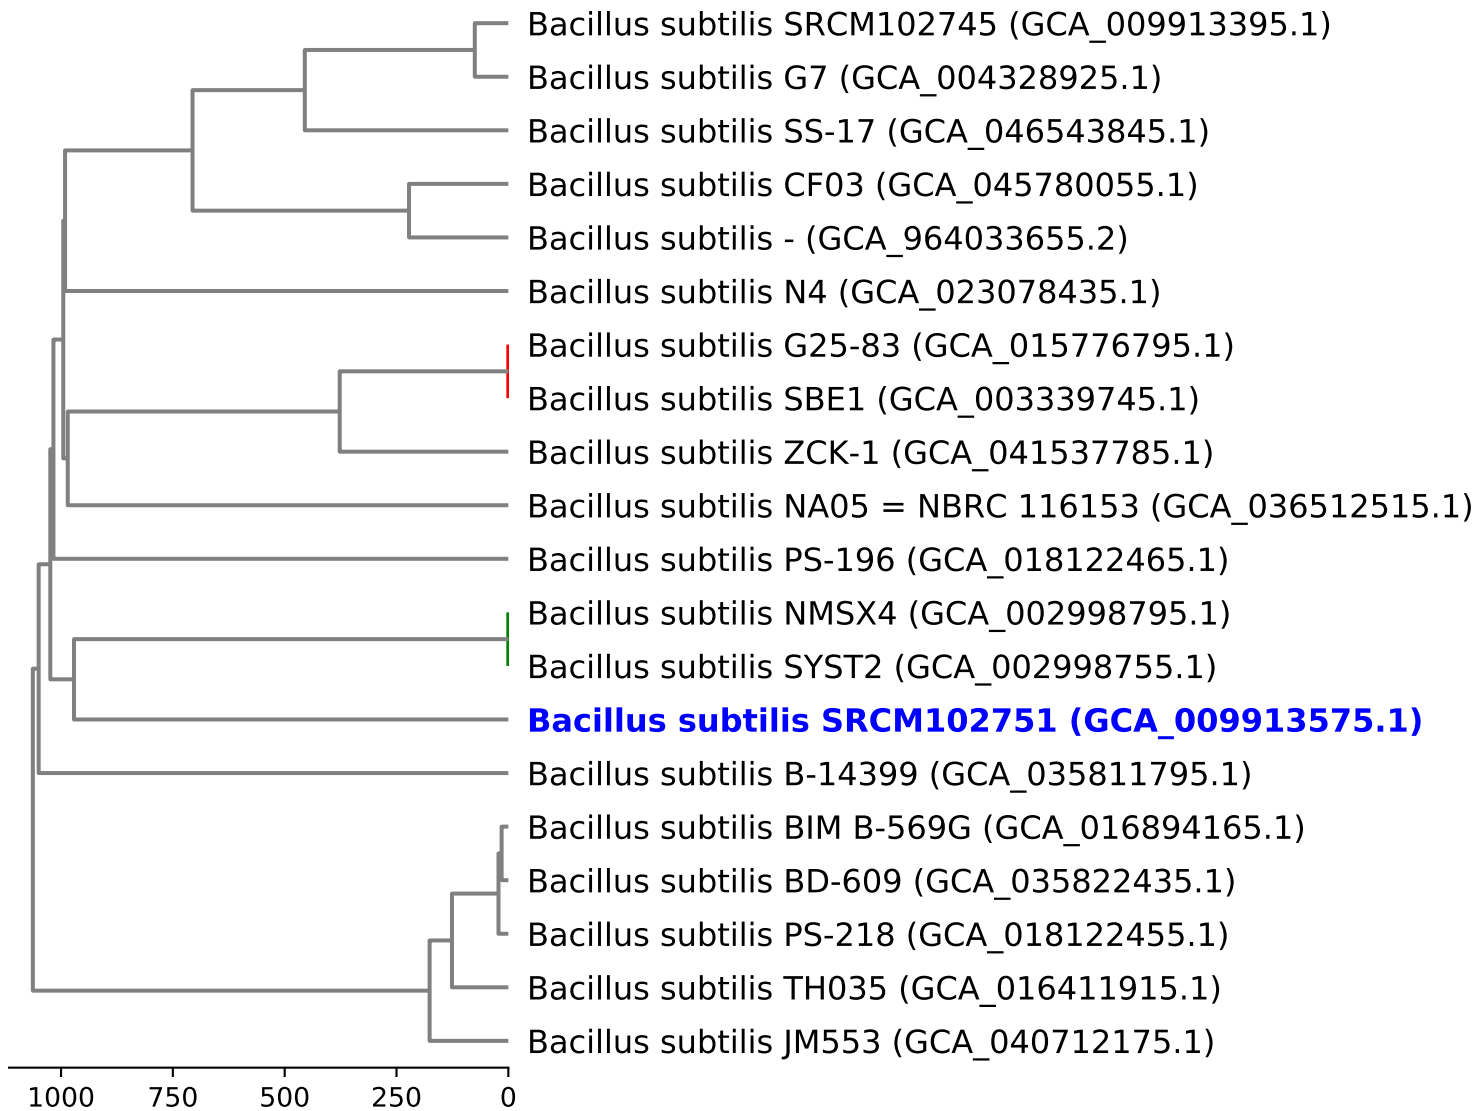 Bacillus subtilis SRCM102745 (GCA_009913395.1)
Bacillus subtilis G7 (GCA_004328925.1)
Bacillus subtilis SS-17 (GCA_046543845.1)
Bacillus subtilis CF03 (GCA_045780055.1)
Bacillus subtilis - (GCA_964033655.2)
Bacillus subtilis N4 (GCA_023078435.1)
Bacillus subtilis G25-83 (GCA_015776795.1)
Bacillus subtilis SBE1 (GCA_003339745.1)
Bacillus subtilis ZCK-1 (GCA_041537785.1)
Bacillus subtilis NA05 = NBRC 116153 (GCA_036512515.1)
Bacillus subtilis PS-196 (GCA_018122465.1)
Bacillus subtilis NMSX4 (GCA_002998795.1)
Bacillus subtilis SYST2 (GCA_002998755.1)
Bacillus subtilis SRCM102751 (GCA_009913575.1)
Bacillus subtilis B-14399 (GCA_035811795.1)
Bacillus subtilis BIM B-569G (GCA_016894165.1)
Bacillus subtilis BD-609 (GCA_035822435.1)
Bacillus subtilis PS-218 (GCA_018122455.1)
Bacillus subtilis TH035 (GCA_016411915.1)
Bacillus subtilis JM553 (GCA_040712175.1)
1000 750 500 250 0